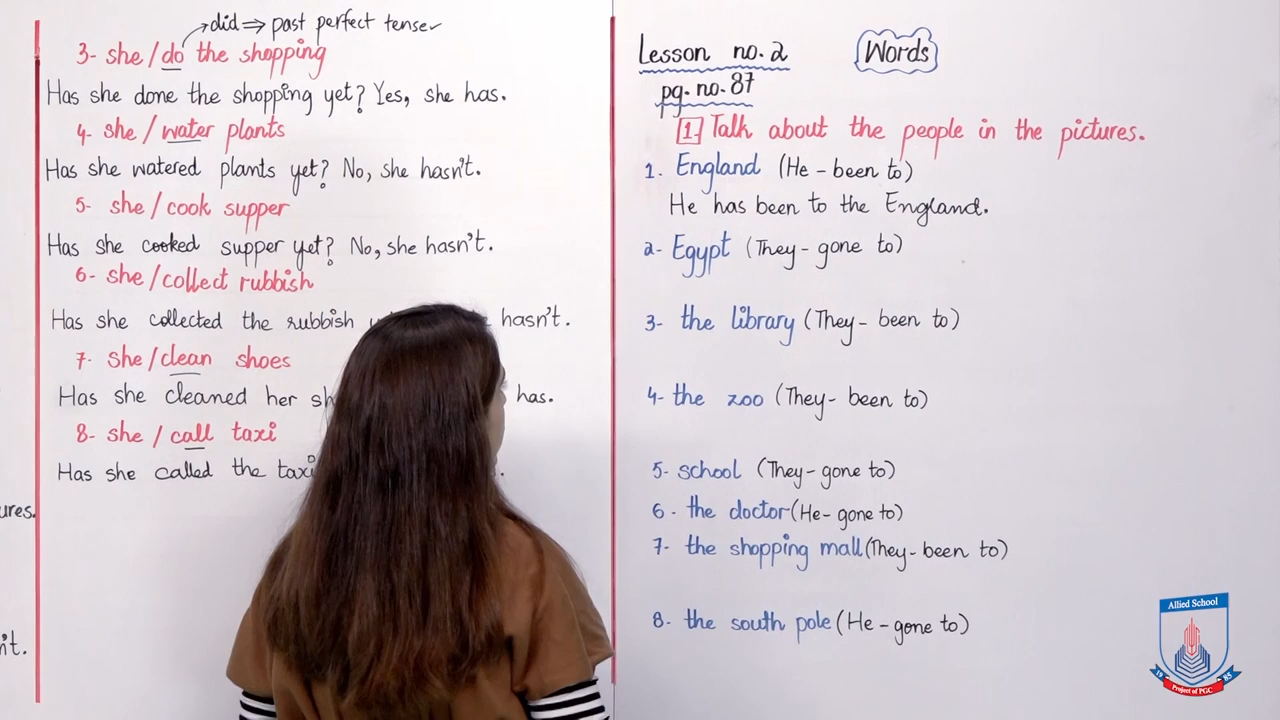 did ⇒ past perfect tense
3- she/do the shopping
Has she done the shopping yet? Yes, she has.
4- she/water plants
Has she watered plants yet? No, she hasn't.
5- she/cook supper
Has she cooked supper yet? No, she hasn't.
6- she/collect rubbish
Has she collected the rubbish hasn't.
7- she/clean shoes
Has she cleaned her has.
8- she/call taxi
Has she called the taxi
ures.
n't.
Lesson no.2
Words
pg.no.87
1- Talk about the people in the pictures.
1. England (He - been to)
He has been to the England.
2- Egypt (They- gone to)
3- the library (They- been to)
4- the zoo (They- been to)
5- school (They- gone to)
6- the doctor (He- gone to)
7- the shopping mall (They- been to)
8- the south pole (He - gone to)
Allied School
19 85
Project of PGC